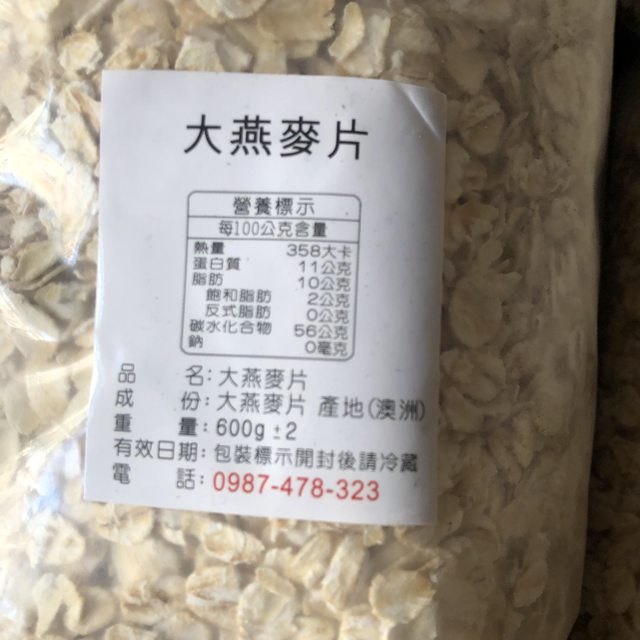 大燕麥片
營養標示
每100公克含量
熱量 358大卡
蛋白質 11公克
脂肪 10公克
飽和脂肪 2公克
反式脂肪 0公克
碳水化合物 56公克
鈉 0毫克
品 名: 大燕麥片
成 份: 大燕麥片 產地(澳洲)
重 量: 600g±2
有效日期: 包裝標示開封後請冷藏
電 話: 0987-478-323